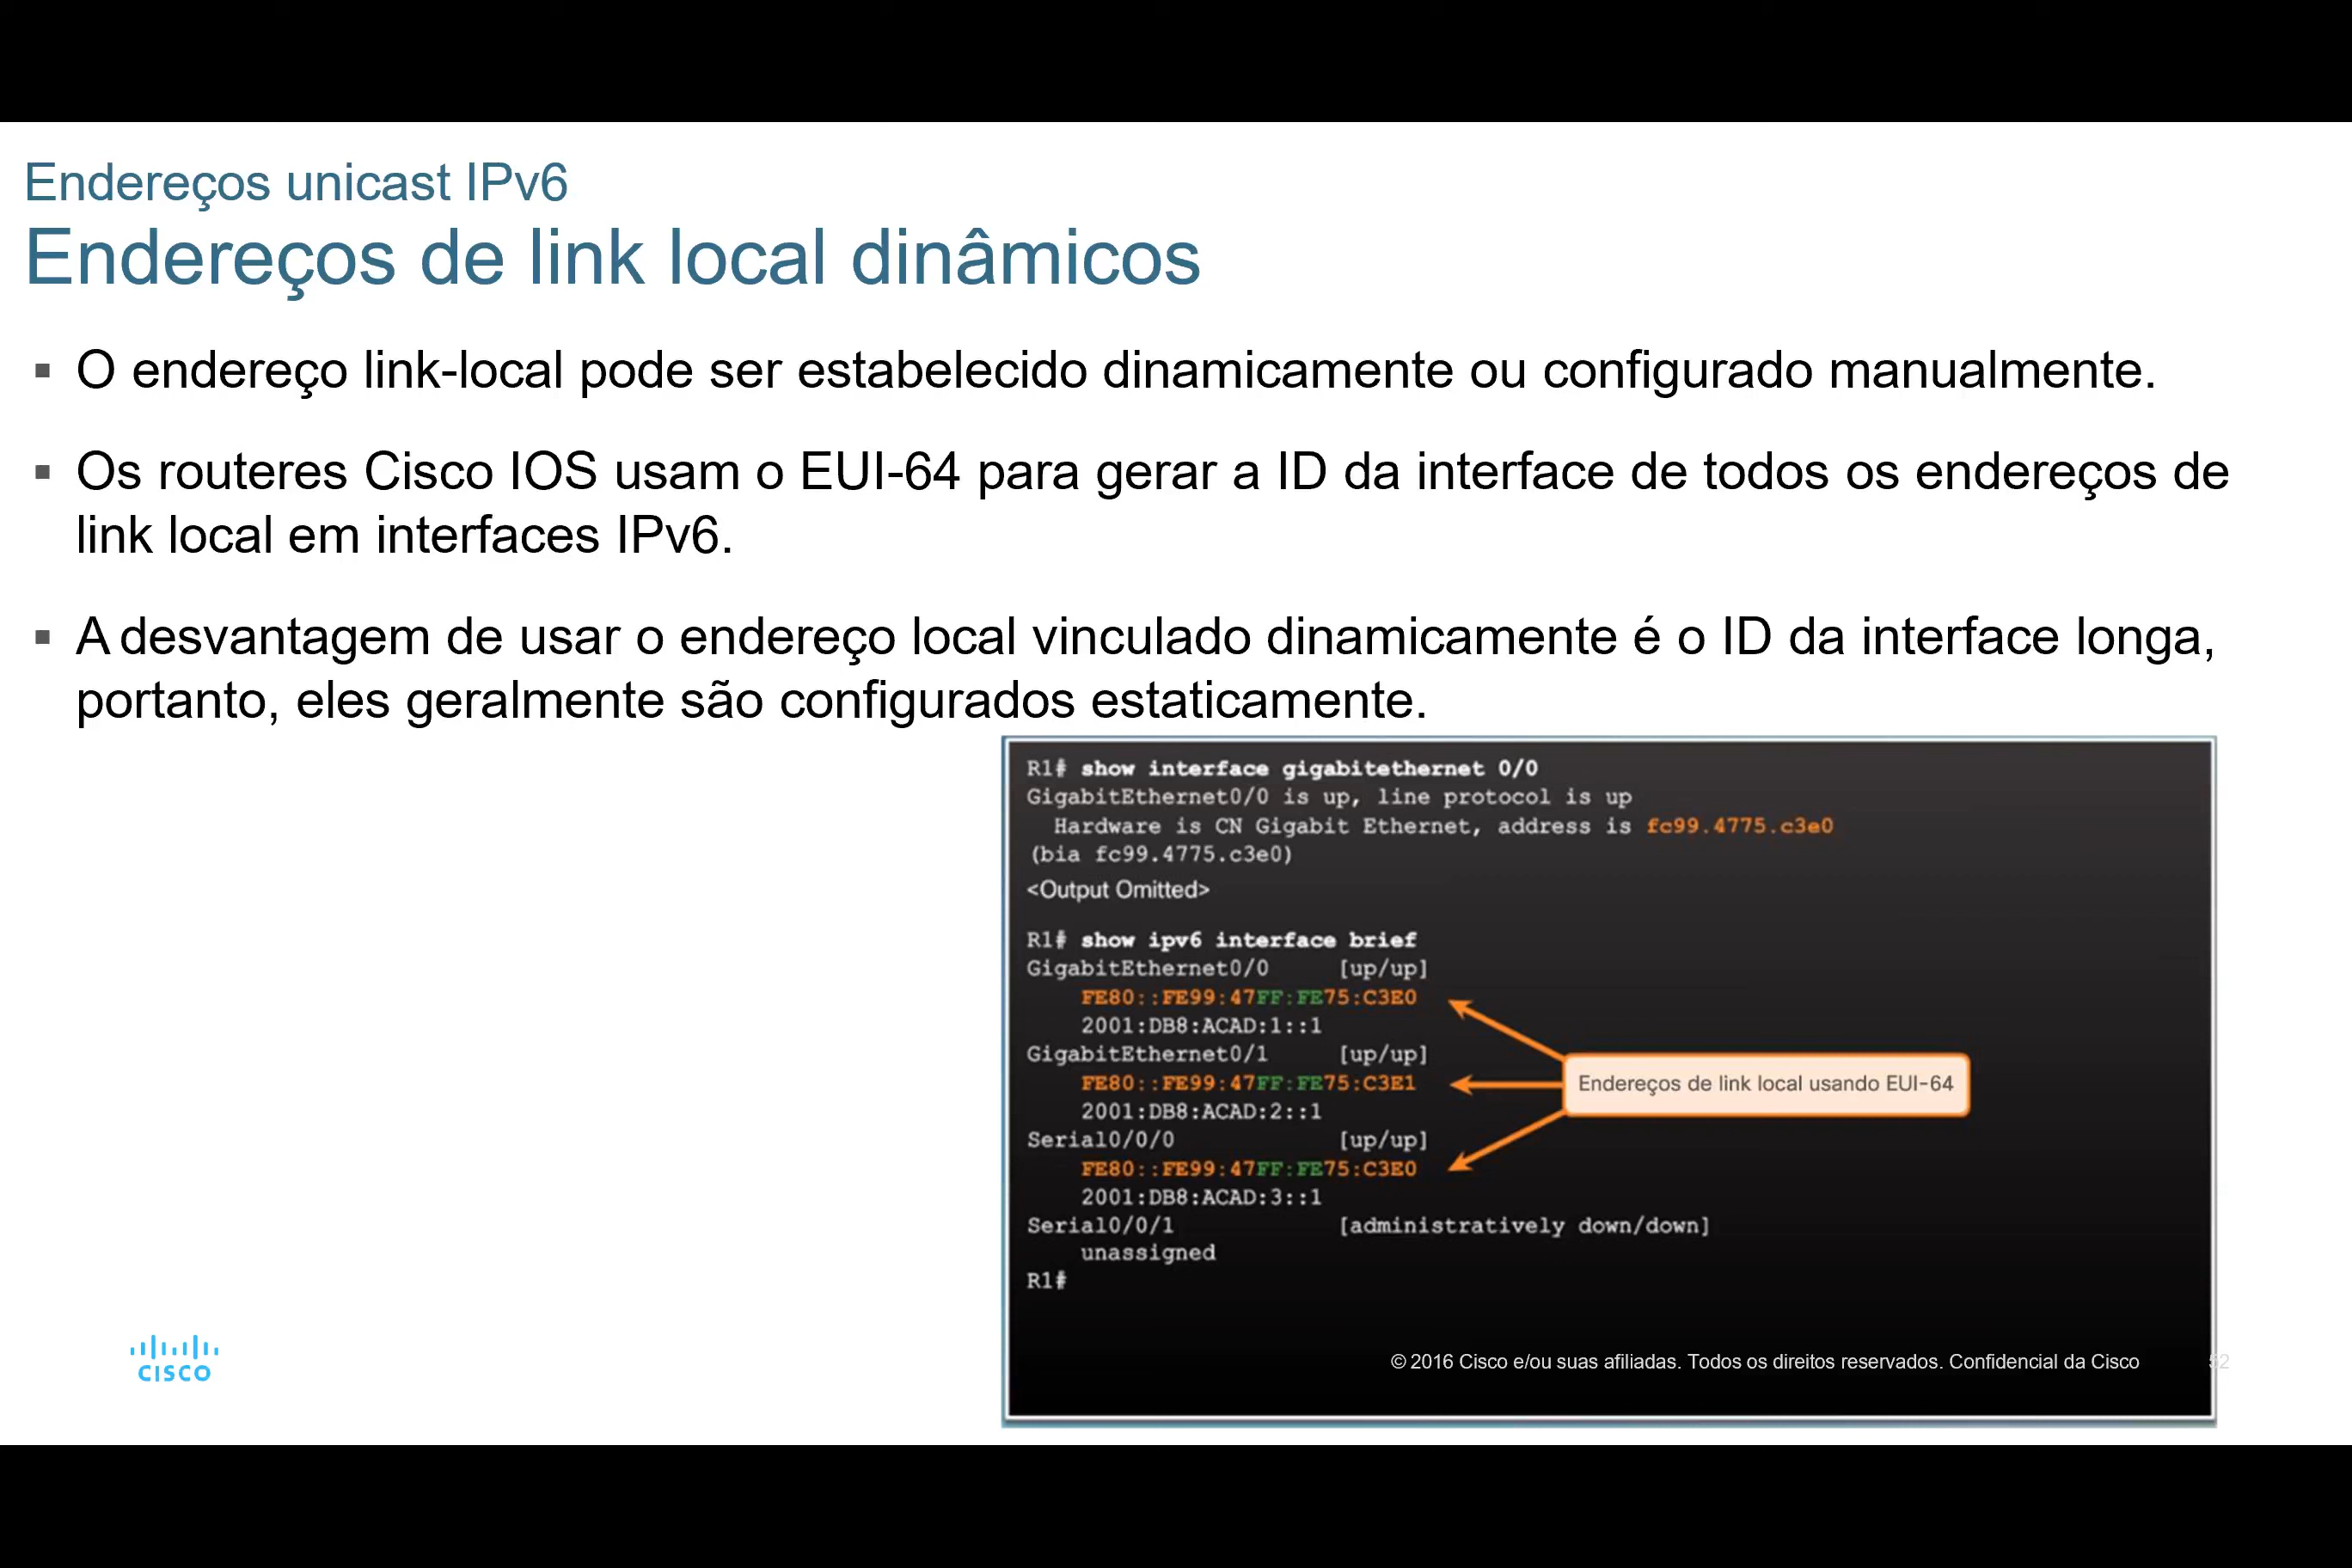 Endereços unicast IPv6
Endereços de link local dinâmicos
▪ O endereço link-local pode ser estabelecido dinamicamente ou configurado manualmente.
▪ Os routeres Cisco IOS usam o EUI-64 para gerar a ID da interface de todos os endereços de
link local em interfaces IPv6.
▪ A desvantagem de usar o endereço local vinculado dinamicamente é o ID da interface longa,
portanto, eles geralmente são configurados estaticamente.
R1# show interface gigabitethernet 0/0
GigabitEthernet0/0 is up, line protocol is up
Hardware is CN Gigabit Ethernet, address is fc99.4775.c3e0
(bia fc99.4775.c3e0)
<Output Omitted>
R1# show ipv6 interface brief
GigabitEthernet0/0 [up/up]
FE80::FE99:47FF:FE75:C3E0
2001:DB8:ACAD:1::1
GigabitEthernet0/1 [up/up]
FE80::FE99:47FF:FE75:C3E1
2001:DB8:ACAD:2::1
Serial0/0/0 [up/up]
FE80::FE99:47FF:FE75:C3E0
2001:DB8:ACAD:3::1
Serial0/0/1 [administratively down/down]
unassigned
R1#
Endereços de link local usando EUI-64
CISCO
© 2016 Cisco e/ou suas afiliadas. Todos os direitos reservados. Confidencial da Cisco 52